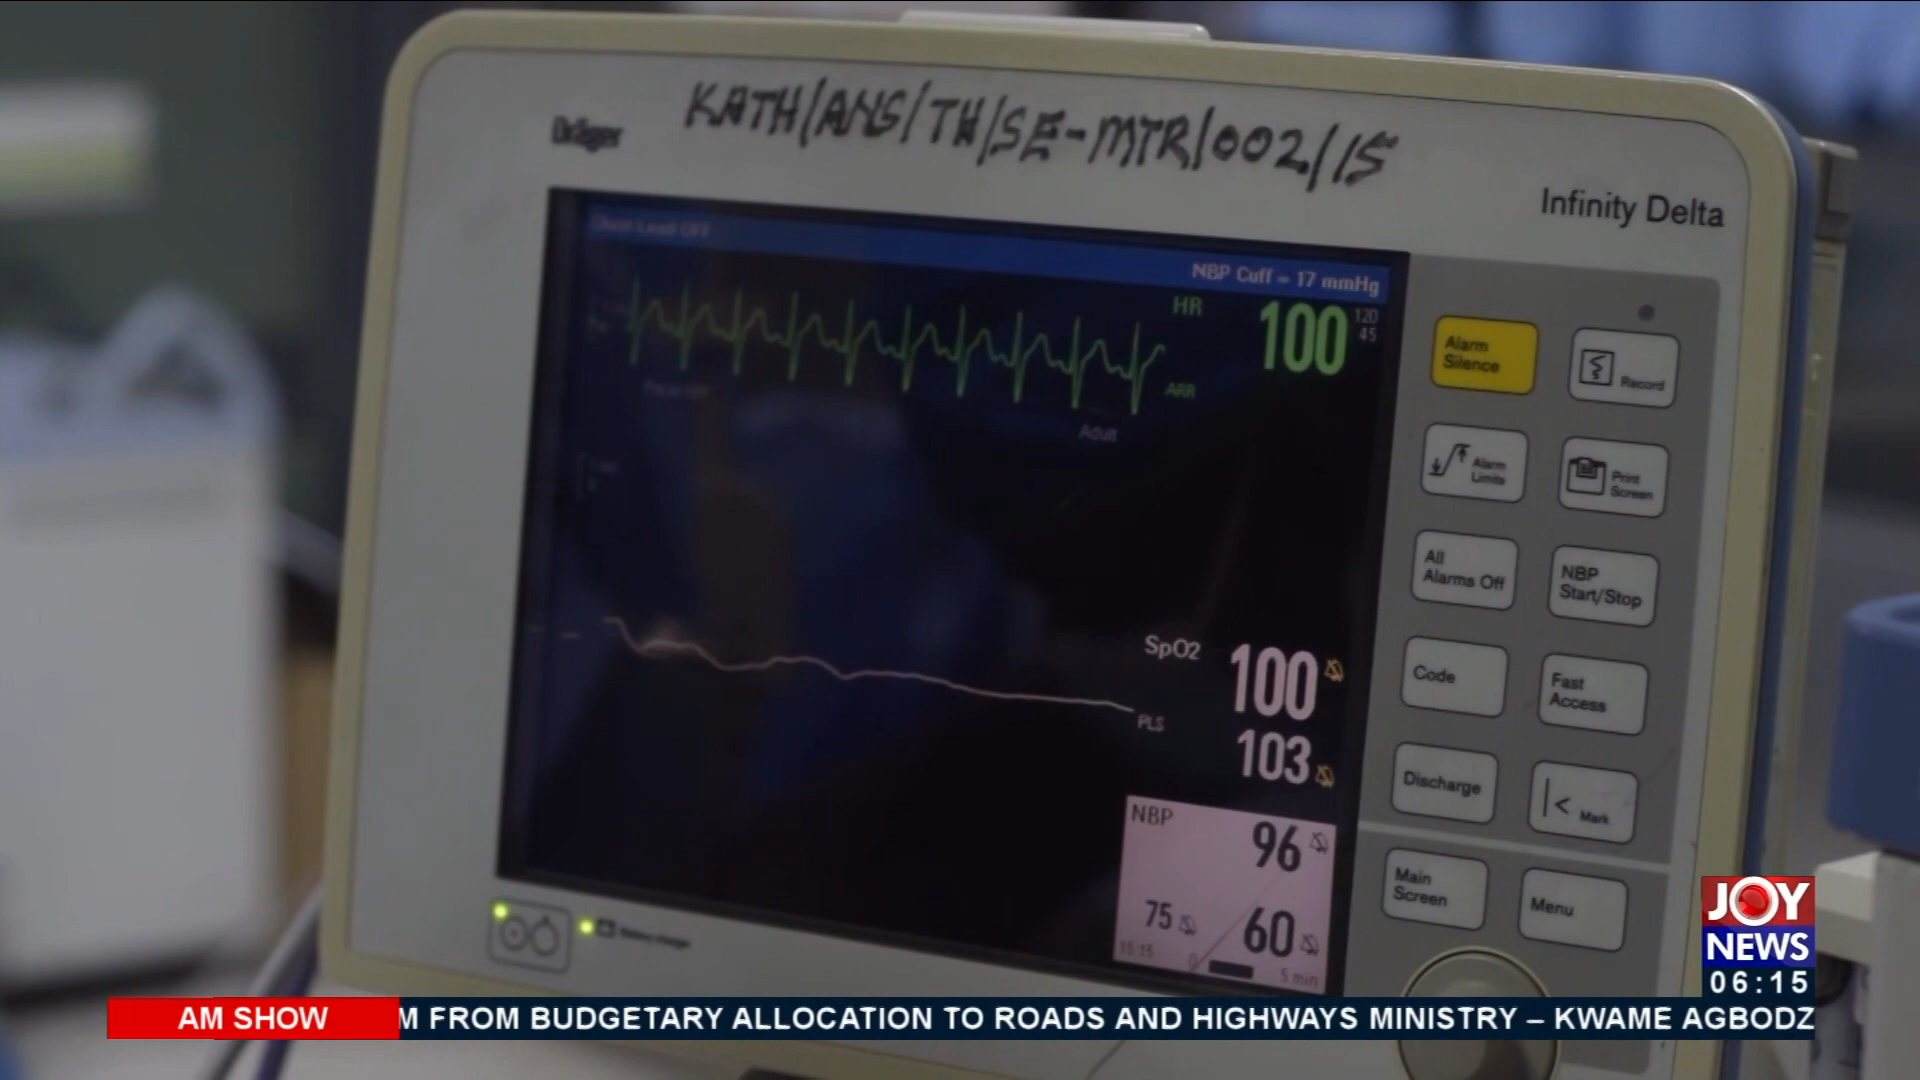 KATH/ANS/TH/SE-MTR/002/15
Dräger
Infinity Delta
NBP Cuff = 17 mmHg
HR
100
120
45
ARR
Adult
SpO2
100
PLS
103
NBP
96
75
60
15:15
0
5 min
Alarm
Silence
Record
Alarm
Limits
Print
Screen
All
Alarms Off
NBP
Start/Stop
Code
Fast
Access
Discharge
Mark
Main
Screen
Menu
JOY
NEWS
06:15
AM SHOW
M FROM BUDGETARY ALLOCATION TO ROADS AND HIGHWAYS MINISTRY – KWAME AGBODZ